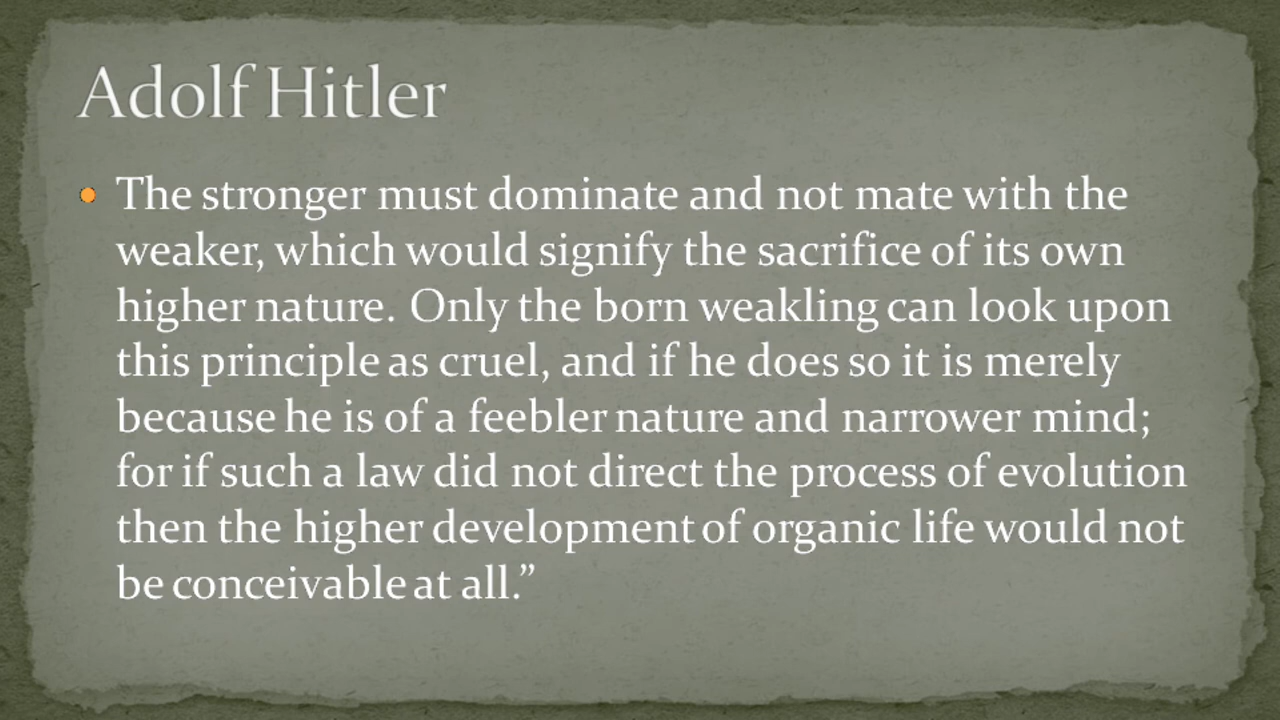 Adolf Hitler
The stronger must dominate and not mate with the
weaker, which would signify the sacrifice of its own
higher nature. Only the born weakling can look upon
this principle as cruel, and if he does so it is merely
because he is of a feebler nature and narrower mind;
for if such a law did not direct the process of evolution
then the higher development of organic life would not
be conceivable at all.”